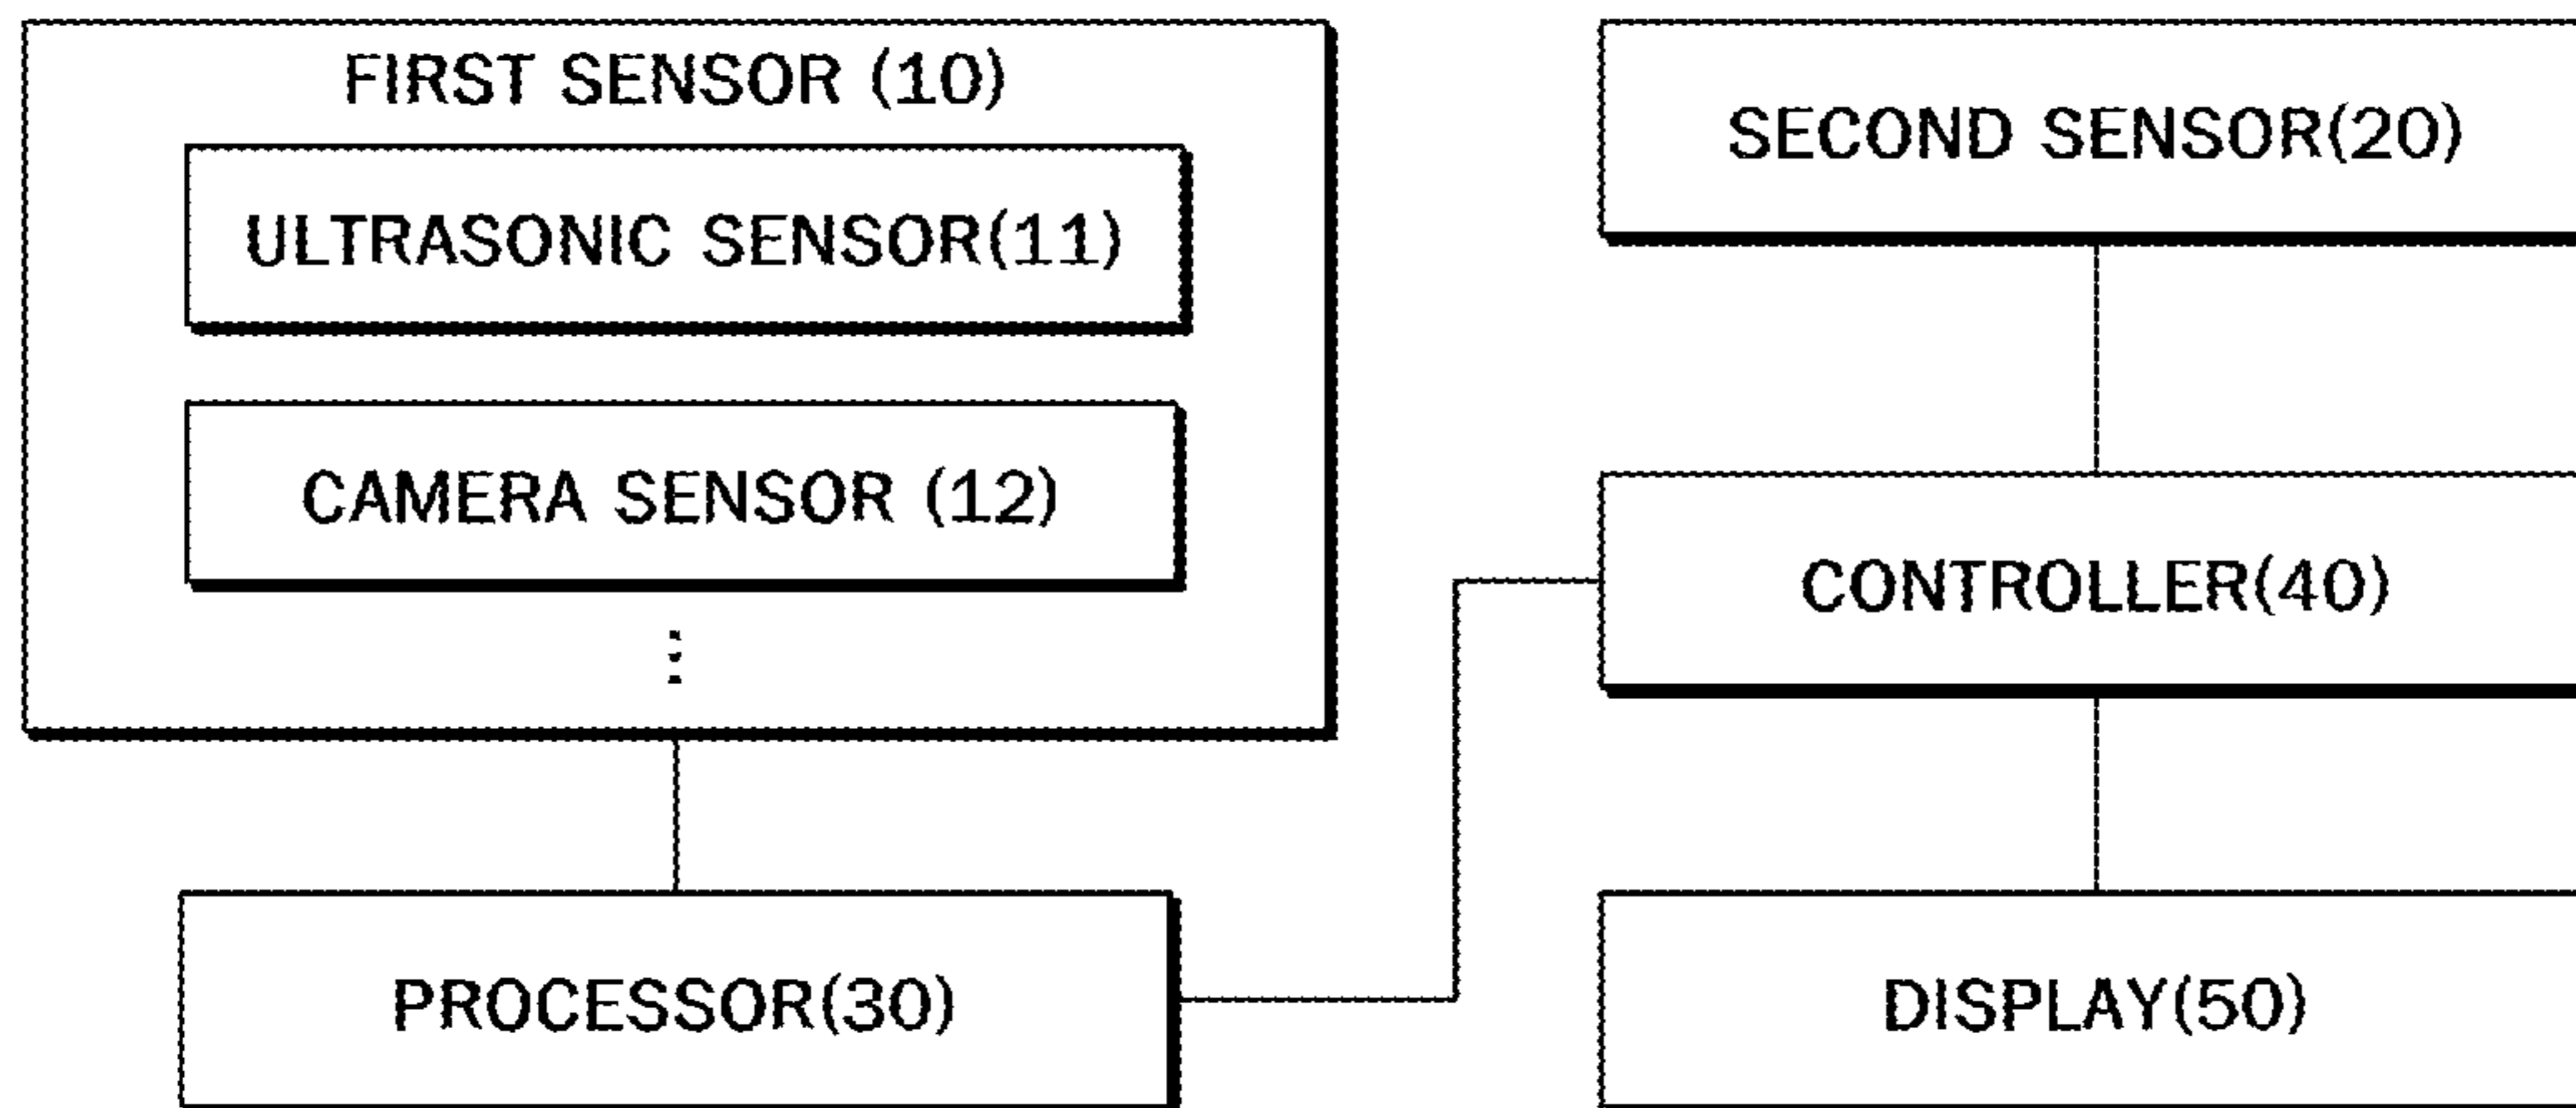 FIRST SENSOR (10)
ULTRASONIC SENSOR(11)
CAMERA SENSOR (12)
PROCESSOR(30)
SECOND SENSOR(20)
CONTROLLER(40)
DISPLAY(50)